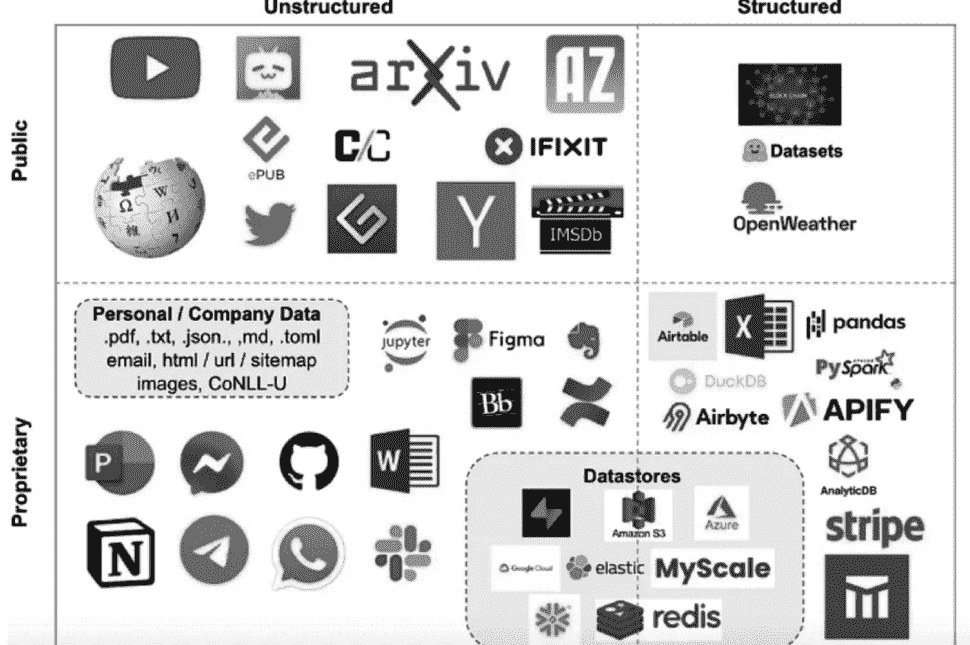 Unstructured
Structured
Public
arXiv
AZ
ePUB
C/C
IFIXIT
Y
IMSDb
W
Ω
И
Datasets
OpenWeather
Proprietary
Personal / Company Data
.pdf, .txt, .json., ,md, .toml
email, html / url / sitemap
images, CoNLL-U
jupyter
Figma
Bb
P
W
N
Airtable
X
pandas
DuckDB
PySpark
Airbyte
APIFY
AnalyticDB
stripe
Datastores
Amazon S3
Azure
Google Cloud
elastic
MyScale
redis